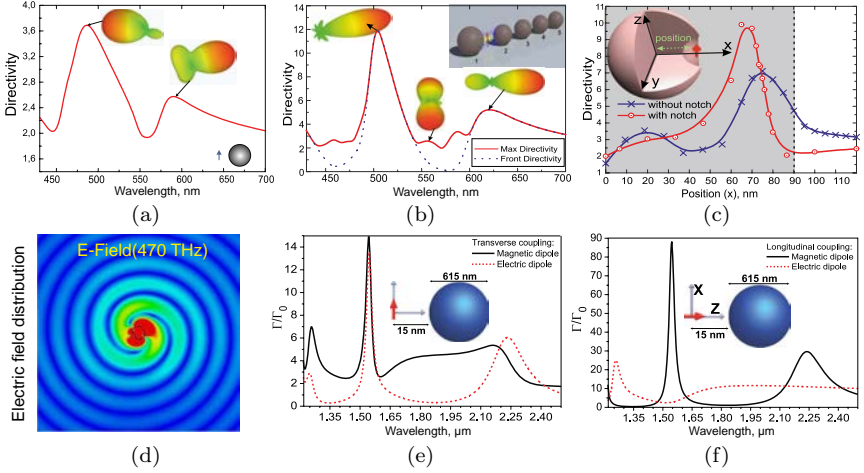 (a)
4,0
3,6
3,2
2,8
2,4
2,0
1,6
Directivity
450 500 550 600 650 700
Wavelength, nm
(b)
14
12
10
8
6
4
2
0
Directivity
1 2 3 4 5
Max Directivity
Front Directivity
450 500 550 600 650 700
Wavelength, nm
(c)
11
10
9
8
7
6
5
4
3
2
1
Directivity
z
position
x
y
without notch
with notch
0 20 40 60 80 100
Position (x), nm
(d)
Electric field distribution
E-Field(470 THz)
(e)
14
12
10
8
6
4
2
0
Γ/Γ0
Transverse coupling:
Magnetic dipole
Electric dipole
615 nm
15 nm
1.35 1.50 1.65 1.80 1.95 2.10 2.25 2.40
Wavelength, µm
(f)
90
80
70
60
50
40
30
20
10
0
Γ/Γ0
Longitudinal coupling:
Magnetic dipole
Electric dipole
615 nm
X
Z
15 nm
1.35 1.50 1.65 1.80 1.95 2.10 2.25 2.40
Wavelength, µm